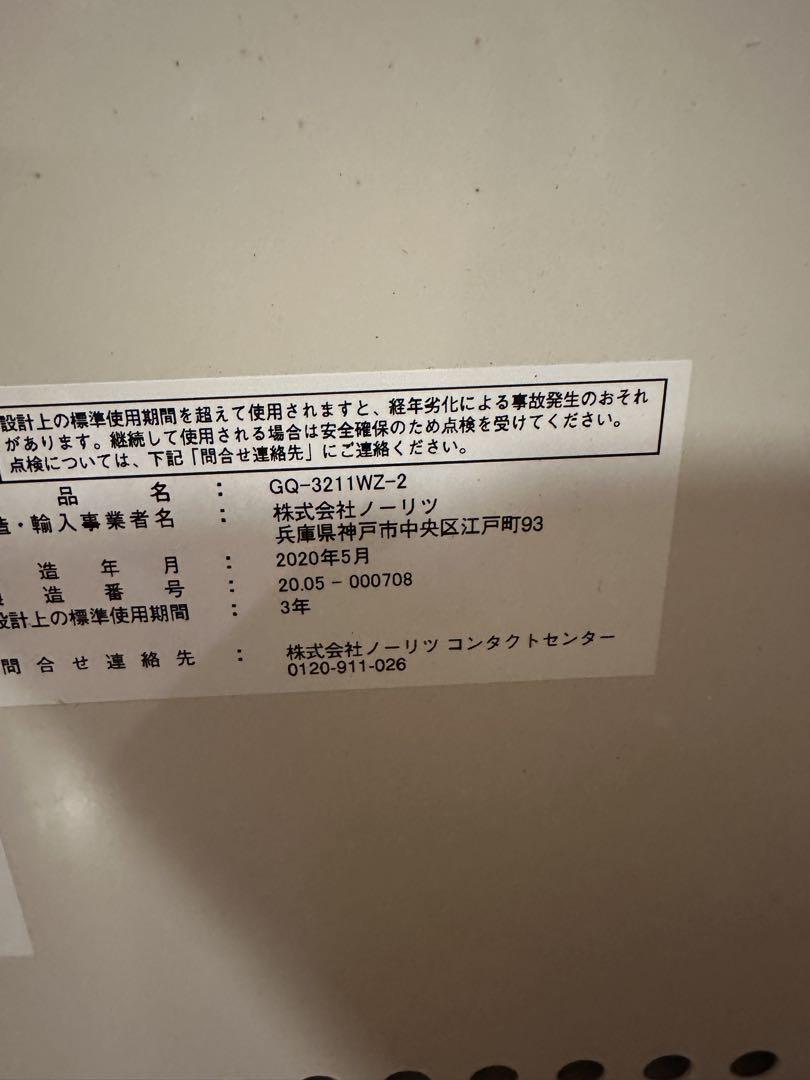 設計上の標準使用期間を超えて使用されますと、経年劣化による事故発生のおそれ
があります。継続して使用される場合は安全確保のため点検を受けてください。
点検については、下記「問合せ連絡先」にご連絡ください。
品名 : GQ-3211WZ-2
造・輸入事業者名 : 株式会社ノーリツ
兵庫県神戸市中央区江戸町93
造年月 : 2020年5月
造番号 : 20.05-000708
設計上の標準使用期間 : 3年
問合せ連絡先 : 株式会社ノーリツ コンタクトセンター
0120-911-026